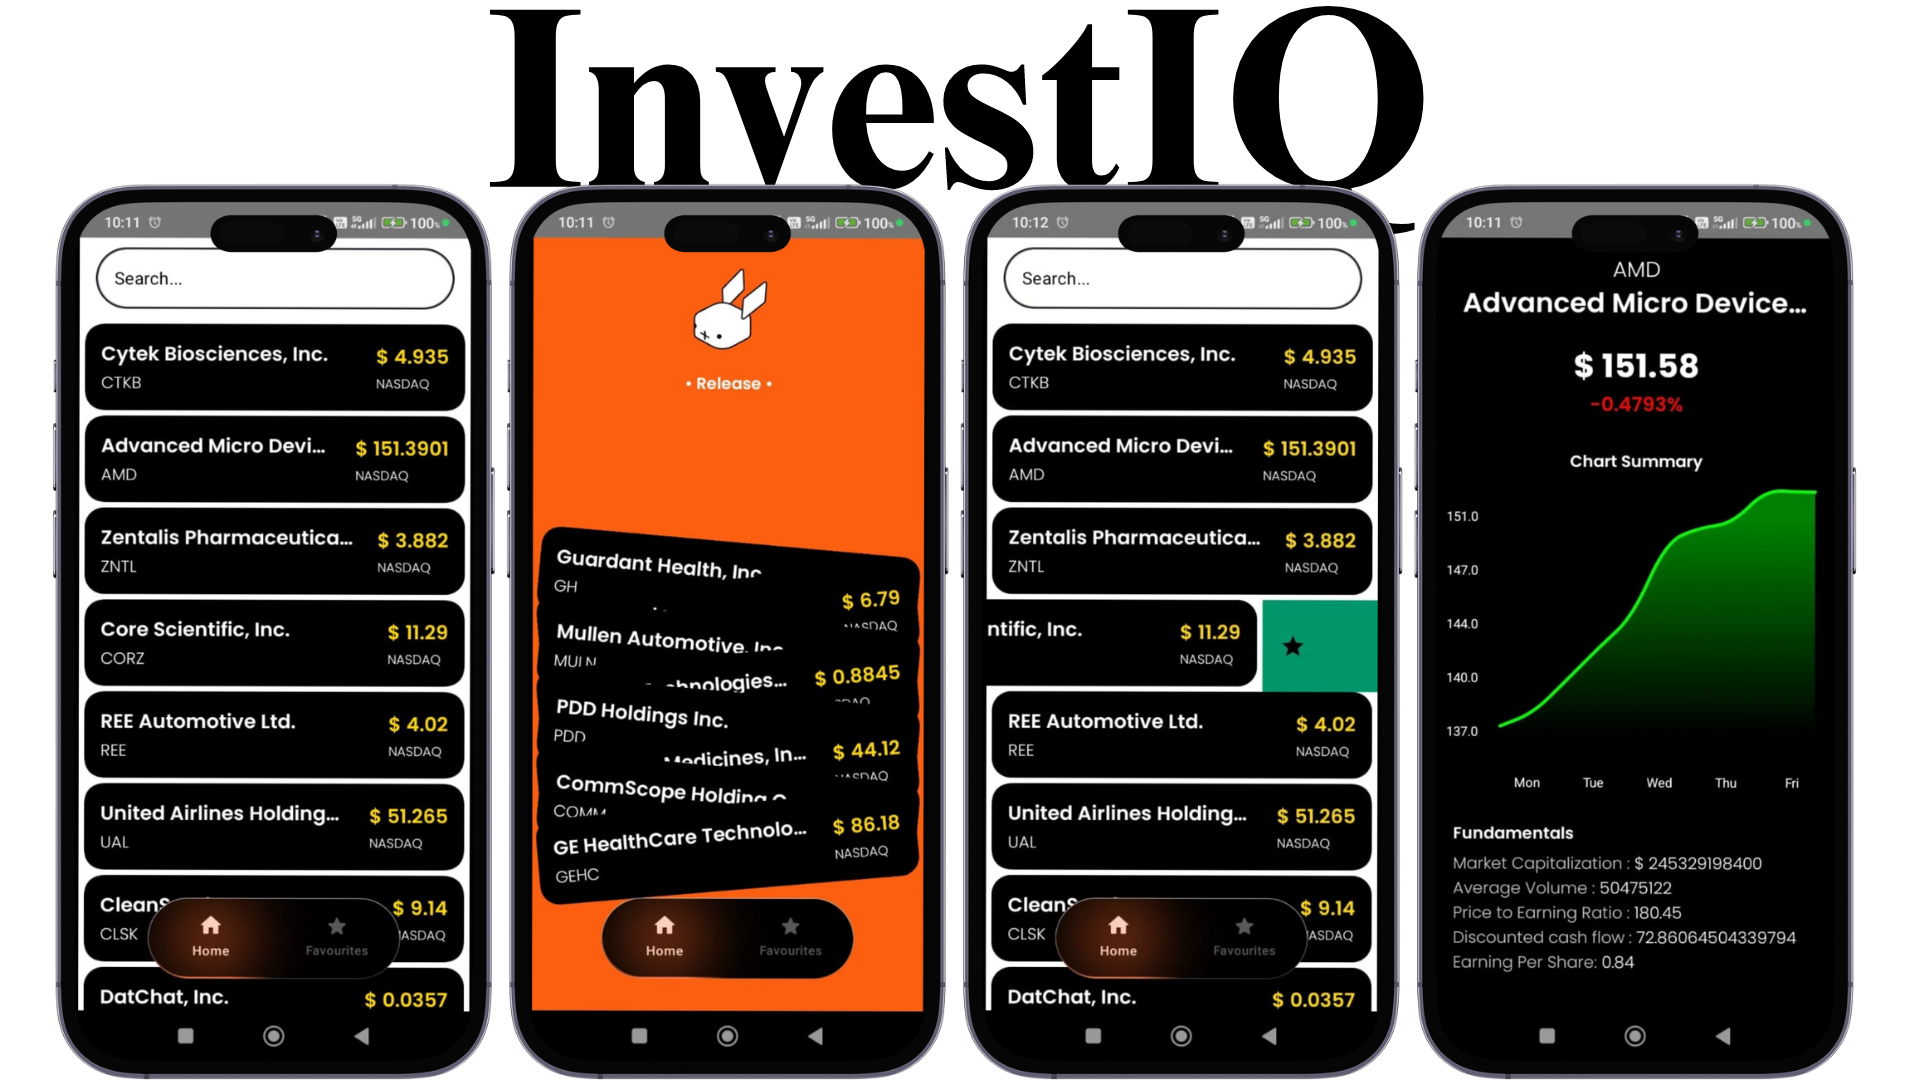 InvestIQ
10:11
5G
100%
Search...
Cytek Biosciences, Inc.
$ 4.935
CTKB
NASDAQ
Advanced Micro Devi...
$ 151.3901
AMD
NASDAQ
Zentalis Pharmaceutica...
$ 3.882
ZNTL
NASDAQ
Core Scientific, Inc.
$ 11.29
CORZ
NASDAQ
REE Automotive Ltd.
$ 4.02
REE
NASDAQ
United Airlines Holding...
$ 51.265
UAL
NASDAQ
CleanS
$ 9.14
CLSK
ASDAQ
Home
Favourites
DatChat, Inc.
$ 0.0357
10:11
5G
100%
• Release •
Guardant Health, Inc
GH
$ 6.79
NASDAQ
Mullen Automotive, Inc
MULN
hnologies...
$ 0.8845
PDD Holdings Inc.
PDD
Medicines, In...
$ 44.12
NASDAQ
CommScope Holding C
COMM
GE HealthCare Technolo...
$ 86.18
GEHC
NASDAQ
Home
Favourites
10:12
5G
100%
Search...
Cytek Biosciences, Inc.
$ 4.935
CTKB
NASDAQ
Advanced Micro Devi...
$ 151.3901
AMD
NASDAQ
Zentalis Pharmaceutica...
$ 3.882
ZNTL
NASDAQ
ntific, Inc.
$ 11.29
NASDAQ
REE Automotive Ltd.
$ 4.02
REE
NASDAQ
United Airlines Holding...
$ 51.265
UAL
NASDAQ
CleanS
$ 9.14
CLSK
ASDAQ
Home
Favourites
DatChat, Inc.
$ 0.0357
10:11
5G
100%
AMD
Advanced Micro Device...
$ 151.58
-0.4793%
Chart Summary
151.0
147.0
144.0
140.0
137.0
Mon Tue Wed Thu Fri
Fundamentals
Market Capitalization : $ 245329198400
Average Volume : 50475122
Price to Earning Ratio : 180.45
Discounted cash flow : 72.86064504339794
Earning Per Share: 0.84